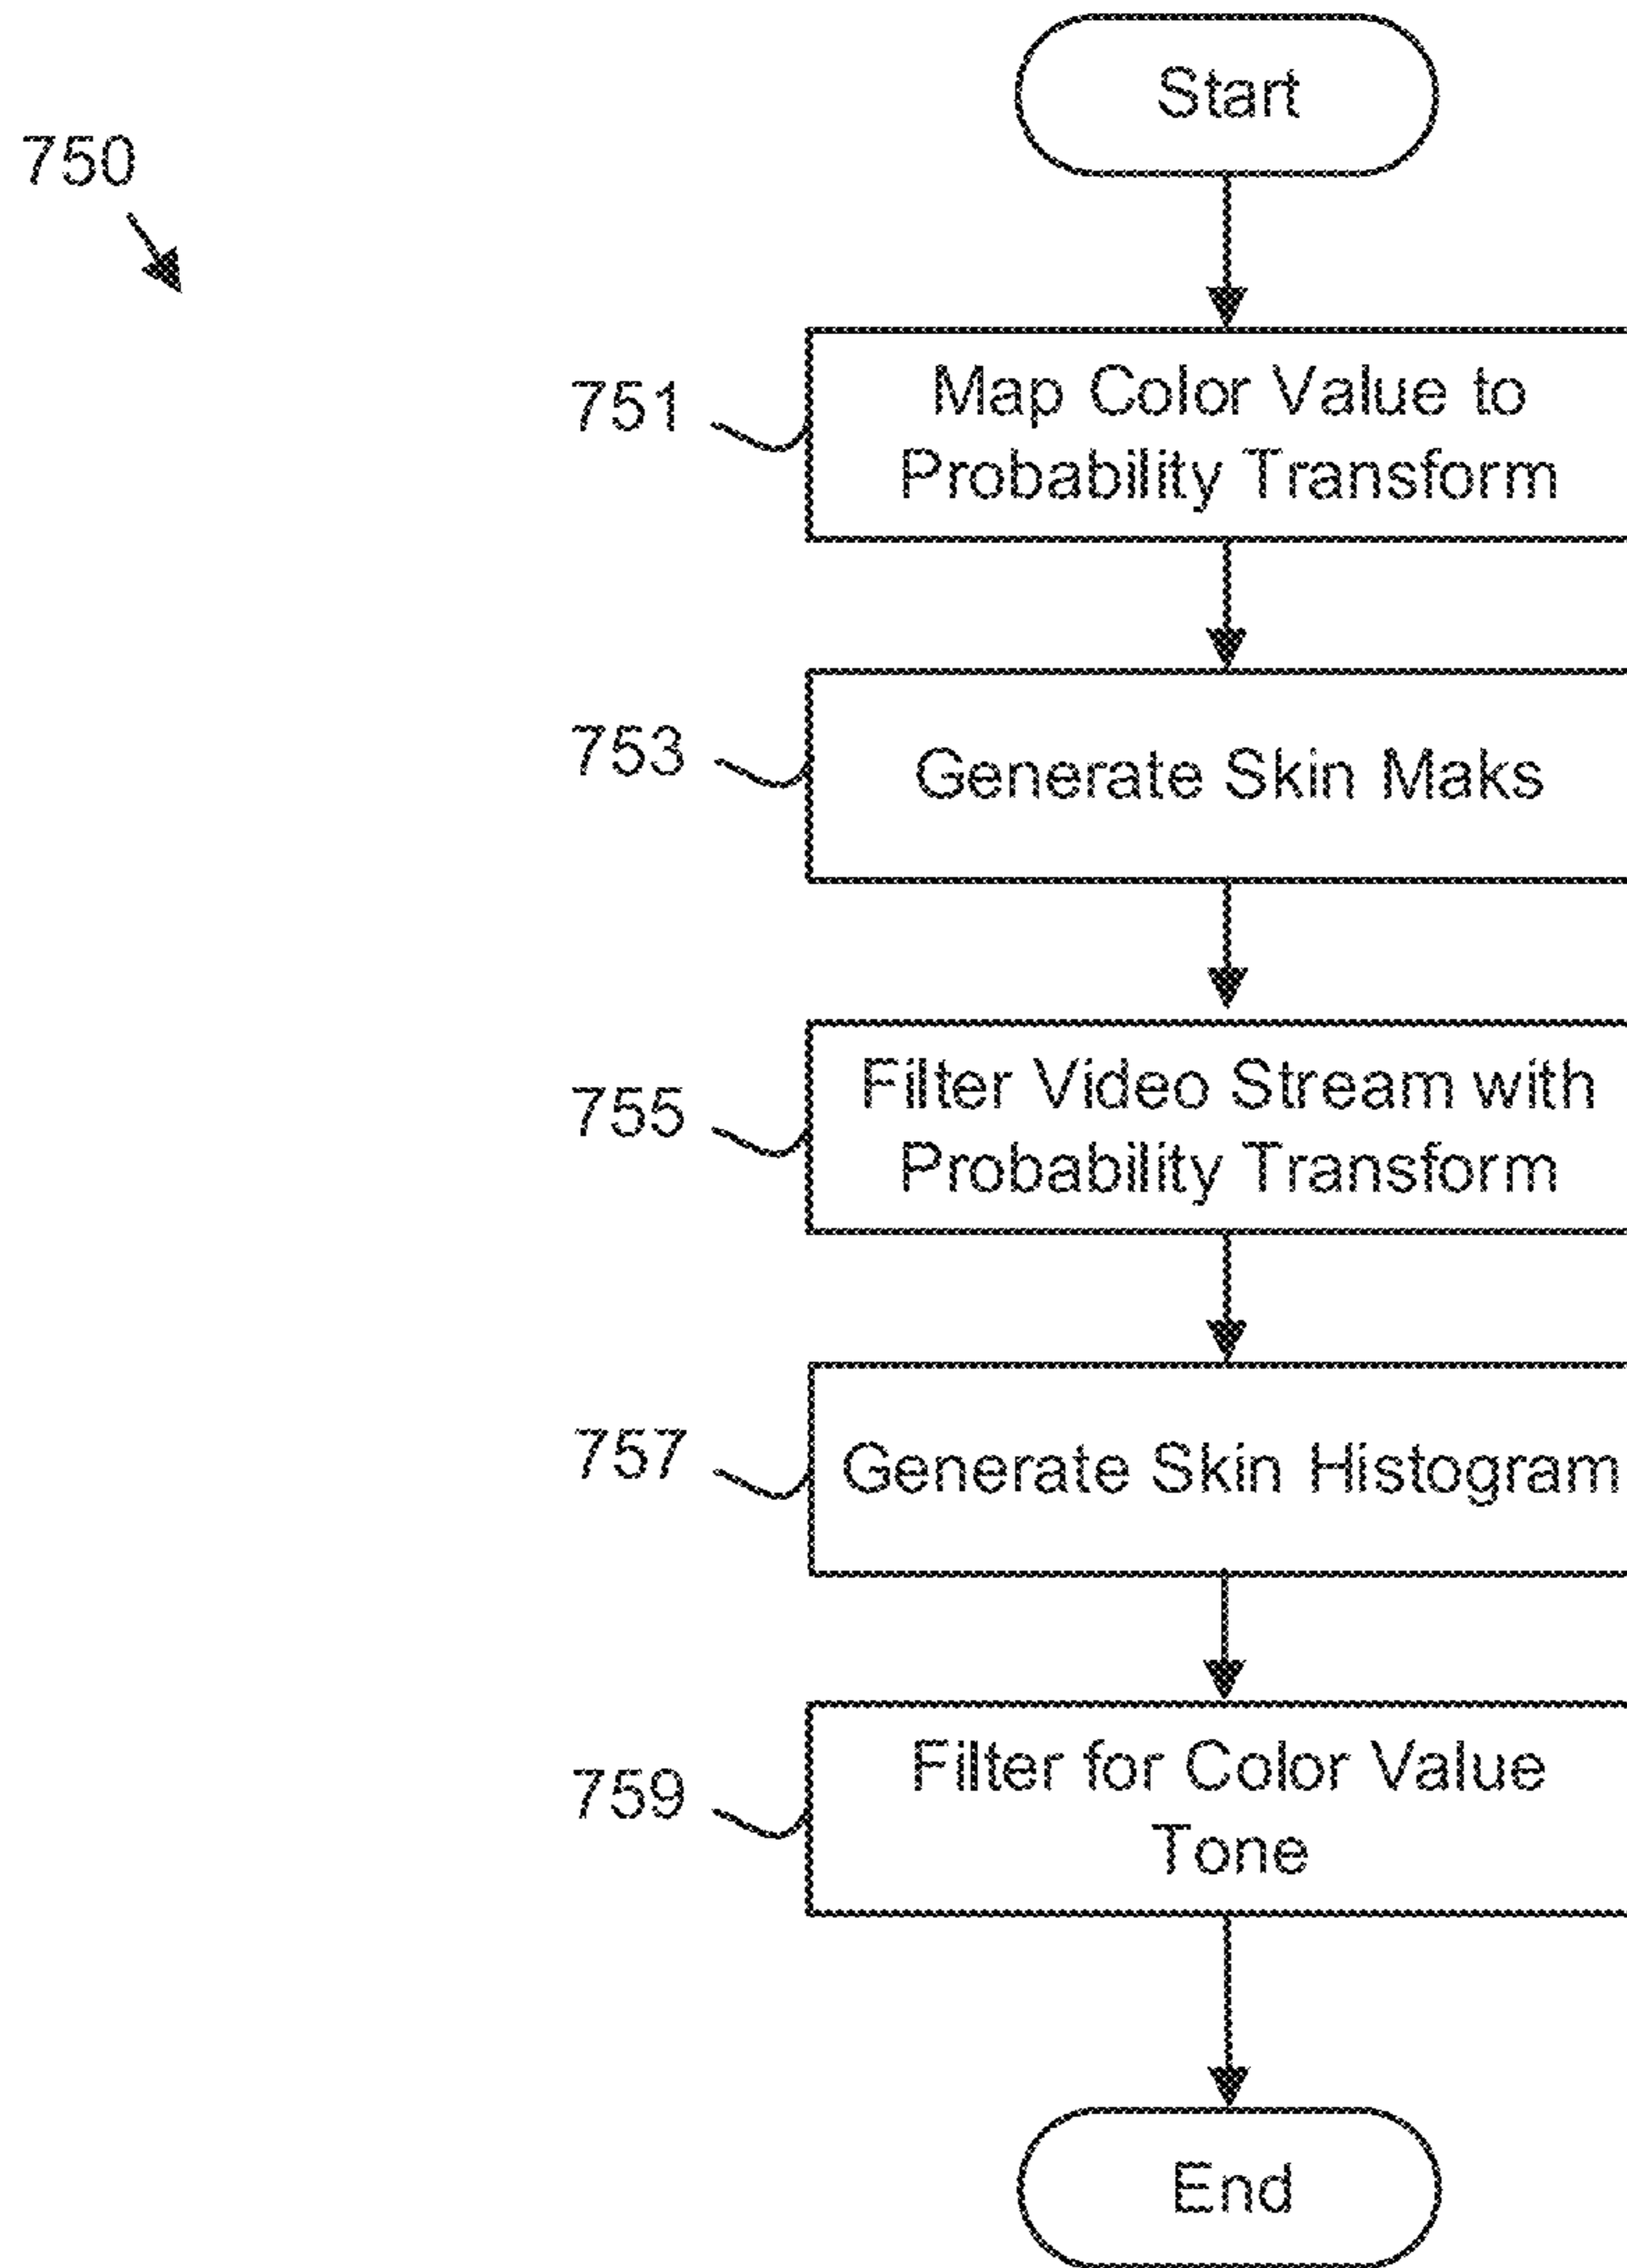 Start
750
751
Map Color Value to
Probability Transform
753
Generate Skin Maks
755
Filter Video Stream with
Probability Transform
757
Generate Skin Histogram
759
Filter for Color Value
Tone
End